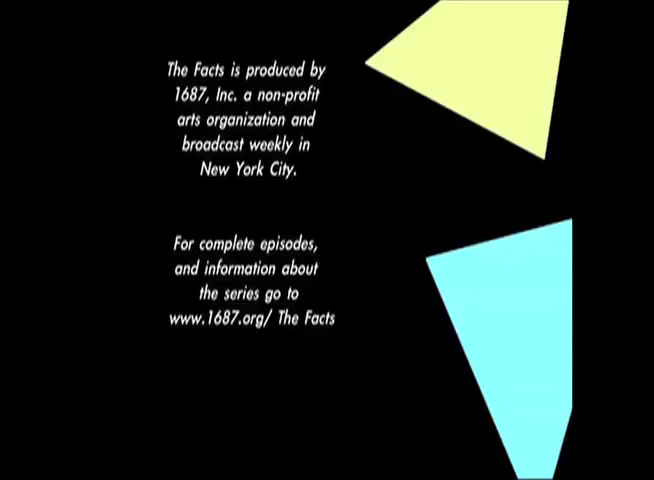 The Facts is produced by
1687, Inc. a non-profit
arts organization and
broadcast weekly in
New York City.
For complete episodes,
and information about
the series go to
www.1687.org/ The Facts